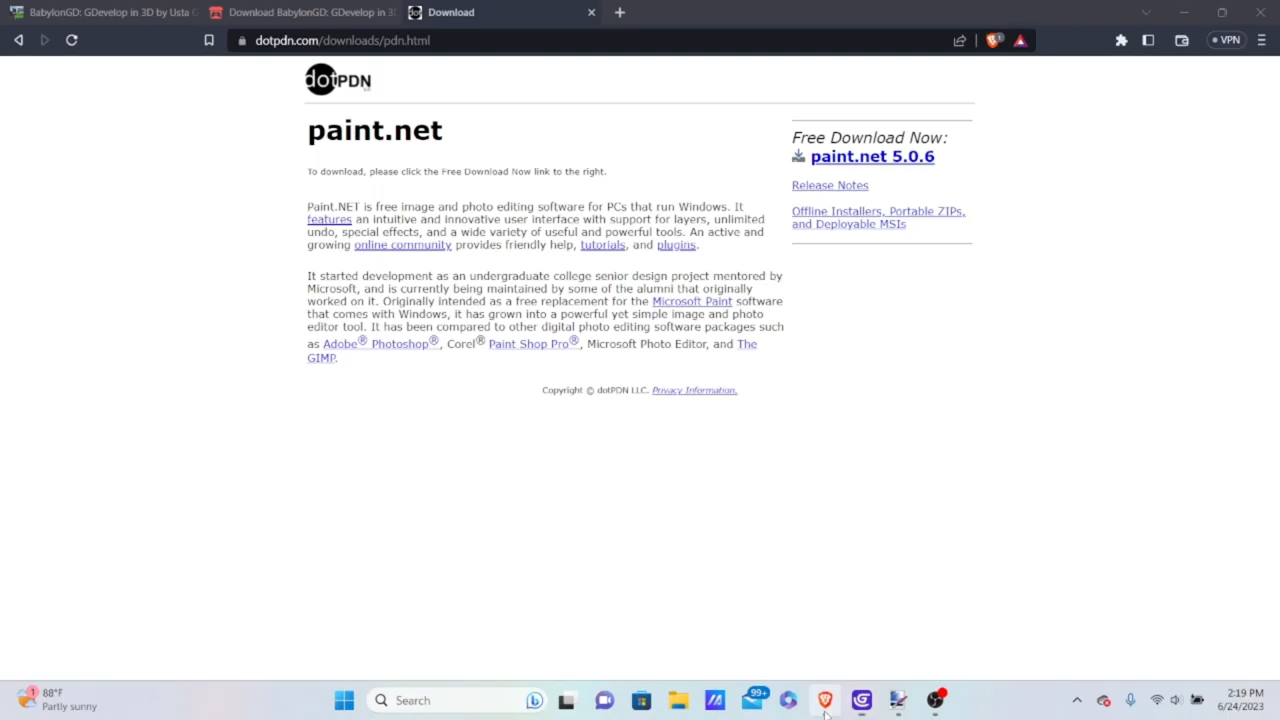 BabylonGD: GDevelop in 3D by Usta G
Download BabylonGD: GDevelop in 3D
Download
dotpdn.com/downloads/pdn.html
1
VPN
dotPDN
paint.net
To download, please click the Free Download Now link to the right.
Paint.NET is free image and photo editing software for PCs that run Windows. It
features an intuitive and innovative user interface with support for layers, unlimited
undo, special effects, and a wide variety of useful and powerful tools. An active and
growing online community provides friendly help, tutorials, and plugins.
It started development as an undergraduate college senior design project mentored by
Microsoft, and is currently being maintained by some of the alumni that originally
worked on it. Originally intended as a free replacement for the Microsoft Paint software
that comes with Windows, it has grown into a powerful yet simple image and photo
editor tool. It has been compared to other digital photo editing software packages such
as Adobe® Photoshop®, Corel® Paint Shop Pro®, Microsoft Photo Editor, and The
GIMP.
Free Download Now:
paint.net 5.0.6
Release Notes
Offline Installers, Portable ZIPs,
and Deployable MSIs
Copyright © dotPDN LLC. Privacy Information.
1
88°F
Partly sunny
Search
99+
2:19 PM
6/24/2023